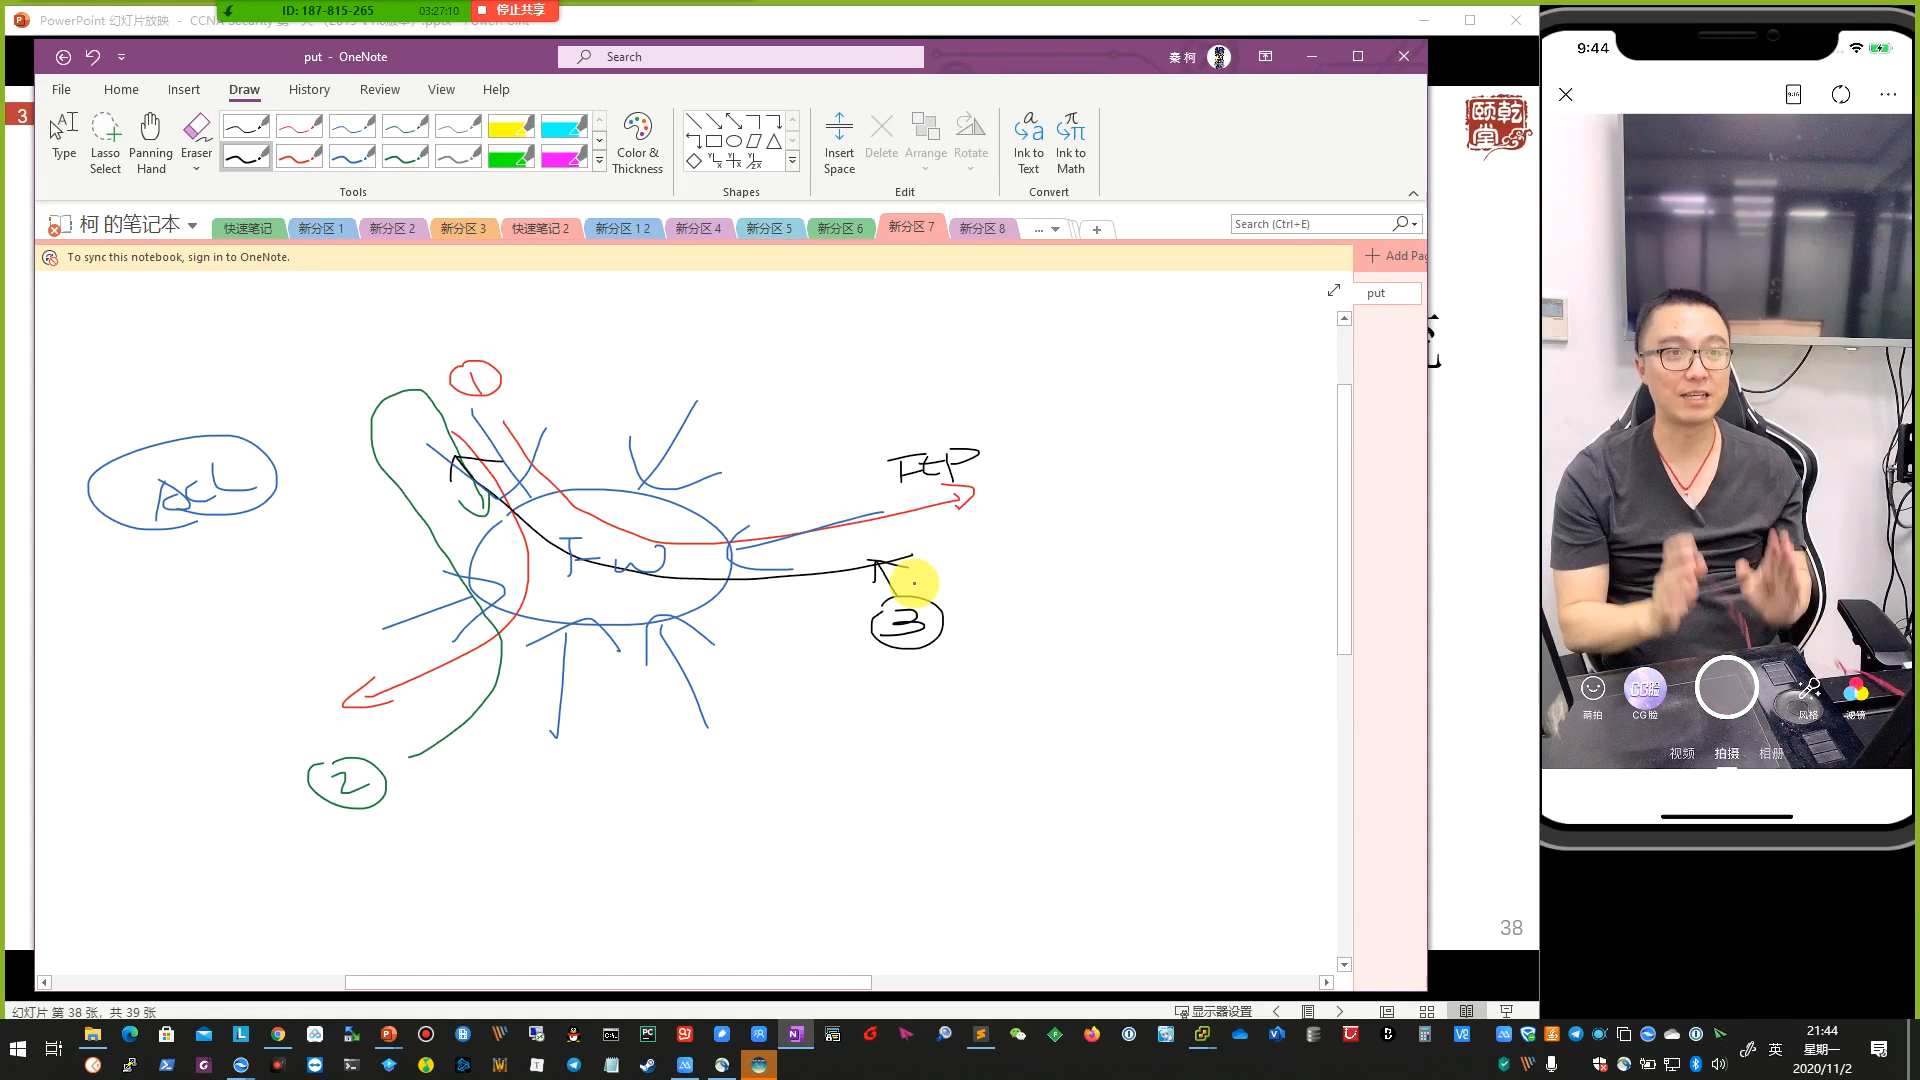 PowerPoint 幻灯片放映 - CCNA Security
ID: 187-815-265
03:27:10
停止共享
put - OneNote
Search
秦 柯
File
Home
Insert
Draw
History
Review
View
Help
Type
Lasso
Select
Panning
Hand
Eraser
Color &
Thickness
Insert
Space
Delete
Arrange
Rotate
Ink to
Text
Ink to
Math
Tools
Shapes
Edit
Convert
柯 的笔记本
快速笔记
新分区 1
新分区 2
新分区 3
快速笔记 2
新分区 1 2
新分区 4
新分区 5
新分区 6
新分区 7
新分区 8
...
Search (Ctrl+E)
To sync this notebook, sign in to OneNote.
Add Pag
put
3
1
ACL
FW
2
3
38
颐乾堂
幻灯片 第 38 张, 共 39 张
显示器设置
9:44
萌拍
CG脸
CG脸
风格
滤镜
视频
拍摄
相册
英
21:44
星期一
2020/11/2